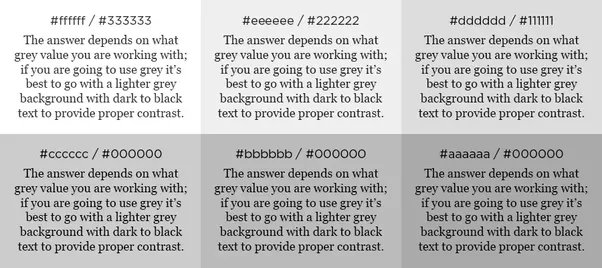 #ffffff / #333333
The answer depends on what
grey value you are working with;
if you are going to use grey it's
best to go with a lighter grey
background with dark to black
text to provide proper contrast.
#eeeeee / #222222
The answer depends on what
grey value you are working with;
if you are going to use grey it's
best to go with a lighter grey
background with dark to black
text to provide proper contrast.
#dddddd / #111111
The answer depends on what
grey value you are working with;
if you are going to use grey it's
best to go with a lighter grey
background with dark to black
text to provide proper contrast.
#cccccc / #000000
The answer depends on what
grey value you are working with;
if you are going to use grey it's
best to go with a lighter grey
background with dark to black
text to provide proper contrast.
#bbbbbb / #000000
The answer depends on what
grey value you are working with;
if you are going to use grey it's
best to go with a lighter grey
background with dark to black
text to provide proper contrast.
#aaaaaa / #000000
The answer depends on what
grey value you are working with;
if you are going to use grey it's
best to go with a lighter grey
background with dark to black
text to provide proper contrast.